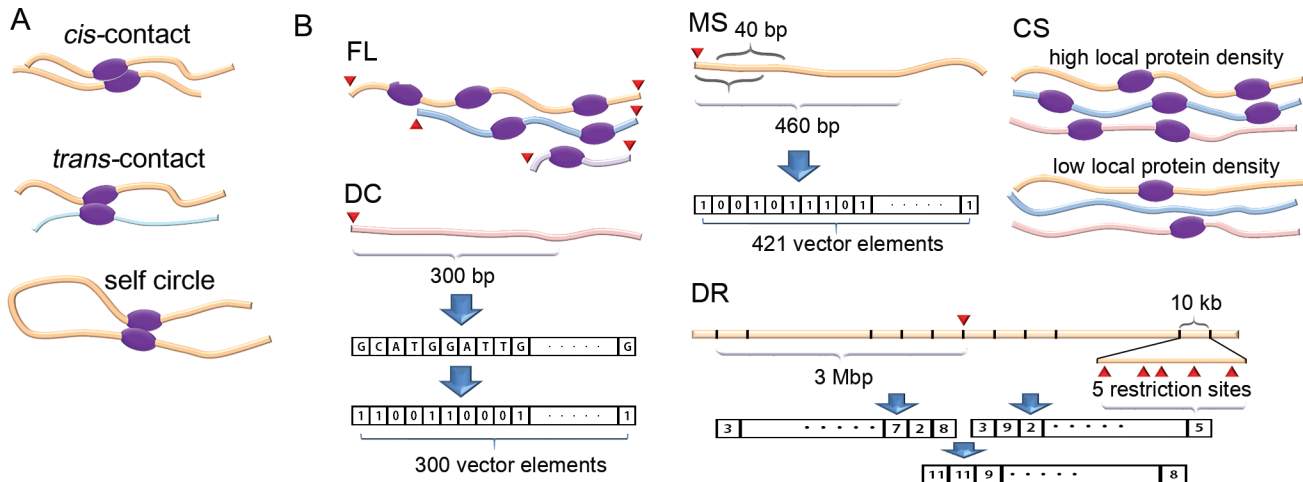 A
cis-contact
trans-contact
self circle
B
FL
DC
300 bp
G C A T G G A T T G · · · · · G
1 1 0 0 1 1 0 0 0 1 · · · · · 1
300 vector elements
MS
40 bp
460 bp
1 0 0 1 0 1 1 1 0 1 · · · · · 1
421 vector elements
CS
high local protein density
low local protein density
DR
10 kb
3 Mbp
5 restriction sites
3 · · · · · 7 2 8
3 9 2 · · · · · 5
11 11 9 · · · · · 8